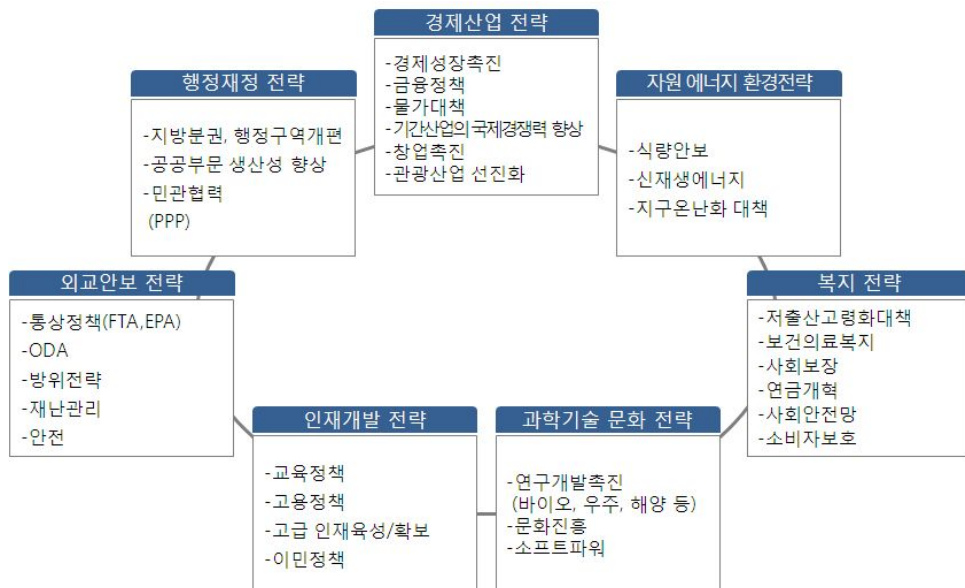 경제산업 전략
-경제성장촉진
-금융정책
-물가대책
-기간산업의 국제경쟁력 향상
-창업촉진
-관광산업 선진화
행정재정 전략
-지방분권, 행정구역개편
-공공부문 생산성 향상
-민관협력
(PPP)
자원 에너지 환경전략
-식량안보
-신재생에너지
-지구온난화 대책
외교안보 전략
-통상정책(FTA,EPA)
-ODA
-방위전략
-재난관리
-안전
복지 전략
-저출산고령화대책
-보건의료복지
-사회보장
-연금개혁
-사회안전망
-소비자보호
인재개발 전략
-교육정책
-고용정책
-고급 인재육성/확보
-이민정책
과학기술 문화 전략
-연구개발촉진
(바이오, 우주, 해양 등)
-문화진흥
-소프트파워